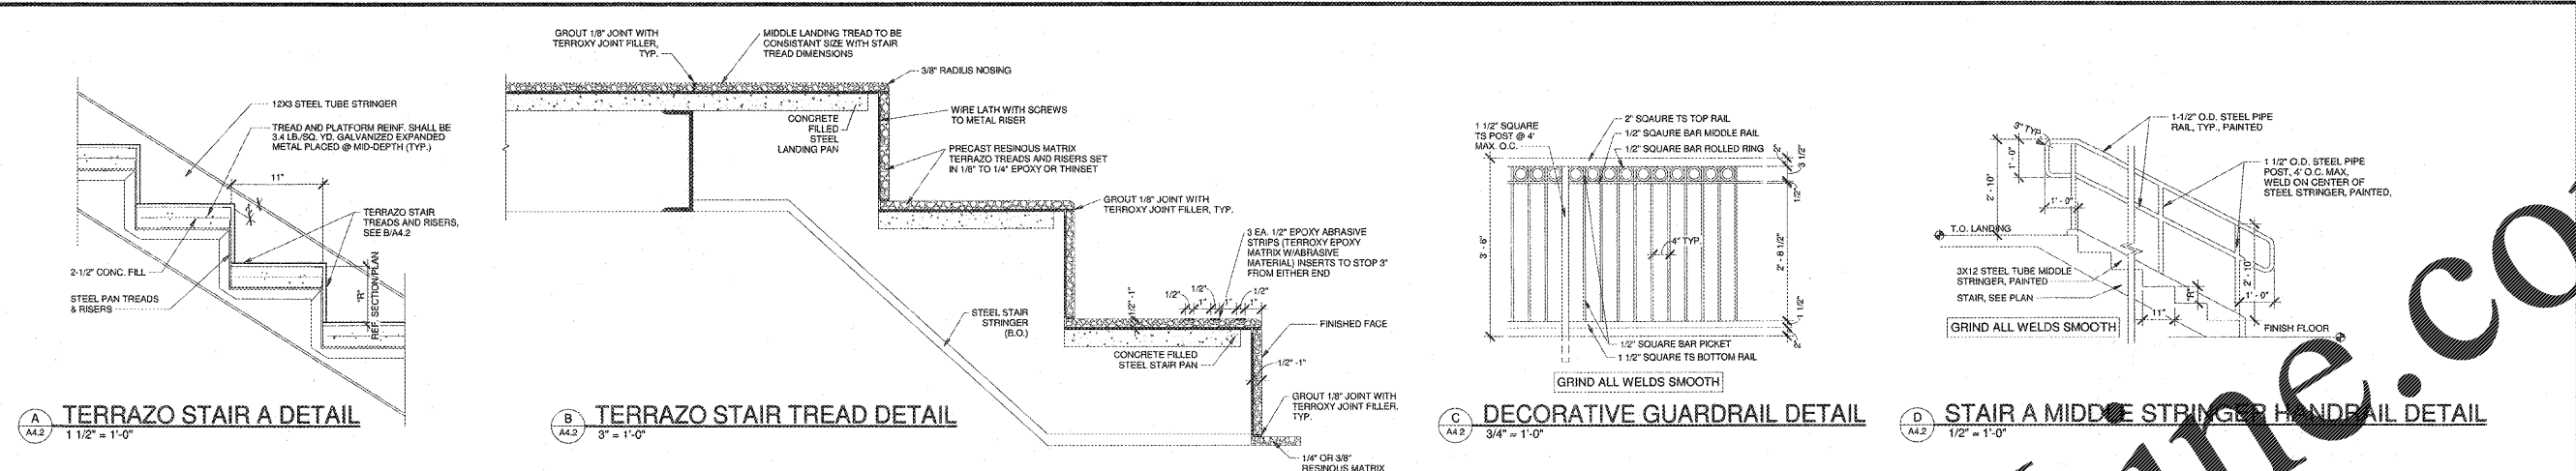 12X3 STEEL TUBE STRINGER
TREAD AND PLATFORM REINF. SHALL BE
3.4 LB./SQ. YD. GALVANIZED EXPANDED
METAL PLACED @ MID-DEPTH (TYP.)
11"
TERRAZO STAIR
TREADS AND RISERS,
SEE B/A4.2
2-1/2" CONC. FILL
STEEL PAN TREADS
& RISERS
"R"
REF. SECTION/PLAN
A
A4.2
TERRAZO STAIR A DETAIL
1 1/2" = 1'-0"
GROUT 1/8" JOINT WITH
TERROXY JOINT FILLER,
TYP.
MIDDLE LANDING TREAD TO BE
CONSISTANT SIZE WITH STAIR
TREAD DIMENSIONS
3/8" RADIUS NOSING
WIRE LATH WITH SCREWS
TO METAL RISER
CONCRETE
FILLED
STEEL
LANDING PAN
PRECAST RESINOUS MATRIX
TERRAZO TREADS AND RISERS SET
IN 1/8" TO 1/4" EPOXY OR THINSET
GROUT 1/8" JOINT WITH
TERROXY JOINT FILLER, TYP.
3 EA. 1/2" EPOXY ABRASIVE
STRIPS (TERROXY EPOXY
MATRIX W/ABRASIVE
MATERIAL) INSERTS TO STOP 3"
FROM EITHER END
1/2"
1/2"
1/2"
1"
1"
1"
1/2"-1"
STEEL STAIR
STRINGER
(B.O.)
FINISHED FACE
CONCRETE FILLED
STEEL STAIR PAN
1/2"-1"
GROUT 1/8" JOINT WITH
TERROXY JOINT FILLER,
TYP.
1/4" OR 3/8"
RESINOUS MATRIX
B
A4.2
TERRAZO STAIR TREAD DETAIL
3" = 1'-0"
1 1/2" SQUARE
TS POST @ 4'
MAX. O.C.
2" SQAURE TS TOP RAIL
1/2" SQAURE BAR MIDDLE RAIL
1/2" SQUARE BAR ROLLED RING
2"
3 1/2"
1/2"
3' - 6"
4" TYP.
2' - 8 1/2"
1 1/2"
2"
1/2" SQUARE BAR PICKET
1 1/2" SQUARE TS BOTTOM RAIL
GRIND ALL WELDS SMOOTH
C
A4.2
DECORATIVE GUARDRAIL DETAIL
3/4" = 1'-0"
3" TYP.
1-1/2" O.D. STEEL PIPE
RAIL, TYP., PAINTED
1' - 0"
2' - 10"
1 1/2" O.D. STEEL PIPE
POST, 4' O.C. MAX,
WELD ON CENTER OF
STEEL STRINGER, PAINTED,
1' - 0"
T.O. LANDING
3X12 STEEL TUBE MIDDLE
STRINGER, PAINTED
STAIR, SEE PLAN
"R"
2' - 10"
1' - 0"
11"
GRIND ALL WELDS SMOOTH
FINISH FLOOR
D
A4.2
STAIR A MIDDLE STRINGER HANDRAIL DETAIL
1/2" = 1'-0"